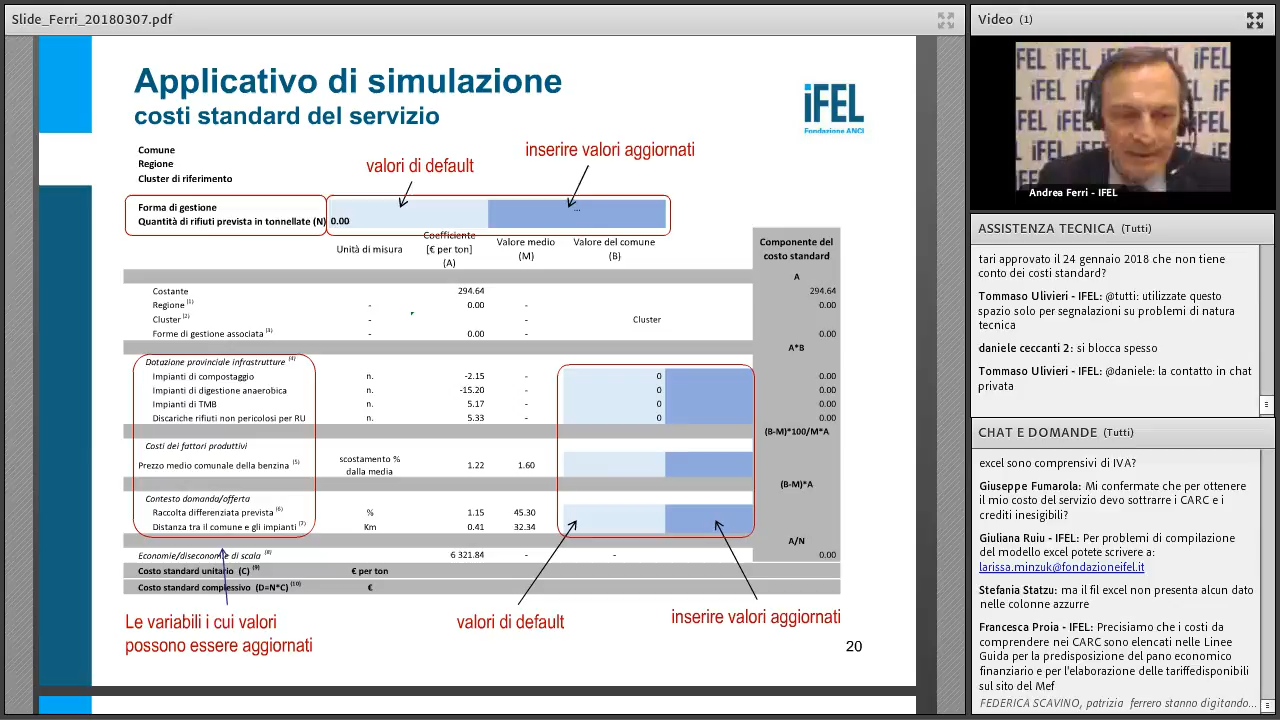 Slide_Ferri_20180307.pdf
Applicativo di simulazione
costi standard del servizio
iFEL
Fondazione ANCI
Comune
Regione
Cluster di riferimento
valori di default
inserire valori aggiornati
Forma di gestione
Quantità di rifiuti prevista in tonnellate (N) 0.00
...
Unità di misura
Coefficiente
[€ per ton]
(A)
Valore medio
(M)
Valore del comune
(B)
Componente del
costo standard
A
Costante 294.64 294.64
Regione (1) - 0.00 - 0.00
Cluster (2) - - Cluster
Forme di gestione associata (3) - 0.00 - 0.00
A*B
Dotazione provinciale infrastrutture (4)
Impianti di compostaggio n. -2.15 - 0 0.00
Impianti di digestione anaerobica n. -15.20 - 0 0.00
Impianti di TMB n. 5.17 - 0 0.00
Discariche rifiuti non pericolosi per RU n. 5.33 - 0 0.00
(B-M)*100/M*A
Costi dei fattori produttivi
Prezzo medio comunale della benzina (5) scostamento % dalla media 1.22 1.60
(B-M)*A
Contesto domanda/offerta
Raccolta differenziata prevista (6) % 1.15 45.30
Distanza tra il comune e gli impianti (7) Km 0.41 32.34
A/N
Economie/diseconomie di scala (8) 6 321.84 - - 0.00
Costo standard unitario (C) (9) € per ton
Costo standard complessivo (D=N*C) (10) €
Le variabili i cui valori
possono essere aggiornati
valori di default
inserire valori aggiornati
20
Video (1)
Andrea Ferri - IFEL
ASSISTENZA TECNICA (Tutti)
tari approvato il 24 gennaio 2018 che non tiene
conto dei costi standard?
Tommaso Ulivieri - IFEL: @tutti: utilizzate questo
spazio solo per segnalazioni su problemi di natura
tecnica
daniele ceccanti 2: si blocca spesso
Tommaso Ulivieri - IFEL: @daniele: la contatto in chat
privata
CHAT E DOMANDE (Tutti)
excel sono comprensivi di IVA?
Giuseppe Fumarola: Mi confermate che per ottenere
il mio costo del servizio devo sottrarre i CARC e i
crediti inesigibili?
Giuliana Ruiu - IFEL: Per problemi di compilazione
del modello excel potete scrivere a:
larissa.minzuk@fondazioneifel.it
Stefania Statzu: ma il fil excel non presenta alcun dato
nelle colonne azzurre
Francesca Proia - IFEL: Precisiamo che i costi da
comprendere nei CARC sono elencati nelle Linee
Guida per la predisposizione del pano economico
finanziario e per l'elaborazione delle tariffedisponibili
sul sito del Mef
FEDERICA SCAVINO, patrizia ferrero stanno digitando...